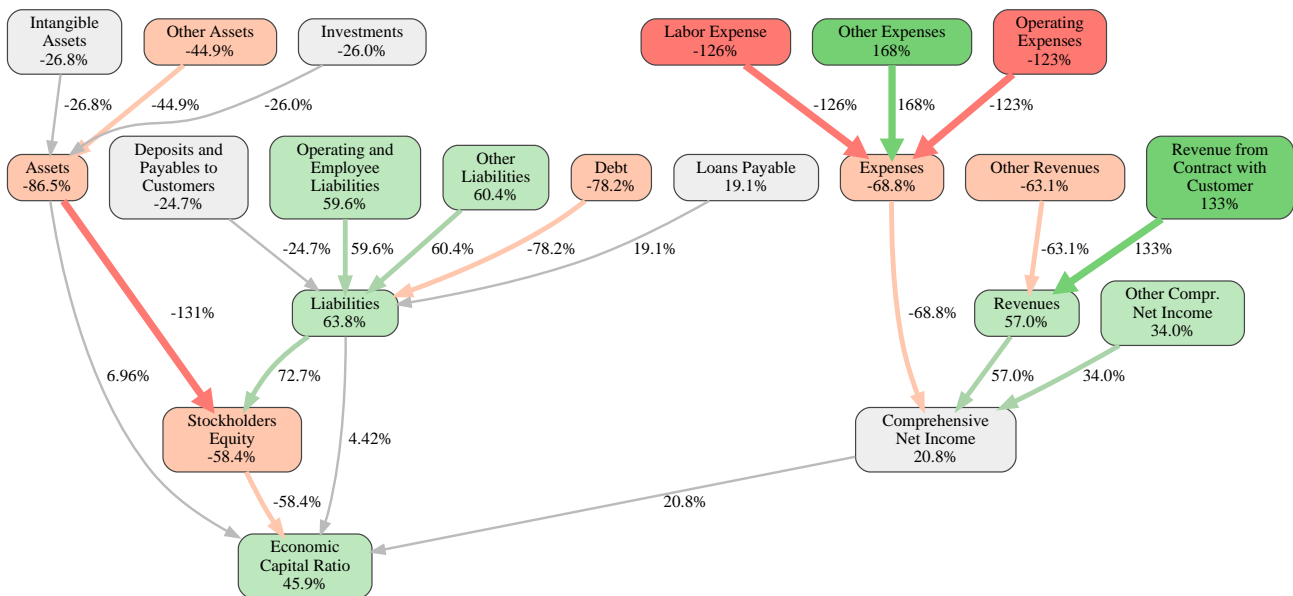 Intangible
Assets
-26.8%
Other Assets
-44.9%
Investments
-26.0%
Labor Expense
-126%
Other Expenses
168%
Operating
Expenses
-123%
-26.8%
-44.9%
-26.0%
-126%
168%
-123%
Assets
-86.5%
Deposits and
Payables to
Customers
-24.7%
Operating and
Employee
Liabilities
59.6%
Other
Liabilities
60.4%
Debt
-78.2%
Loans Payable
19.1%
Expenses
-68.8%
Other Revenues
-63.1%
Revenue from
Contract with
Customer
133%
-24.7%
59.6%
60.4%
-78.2%
19.1%
-63.1%
133%
Liabilities
63.8%
Revenues
57.0%
Other Compr.
Net Income
34.0%
-131%
-68.8%
6.96%
72.7%
57.0%
34.0%
Stockholders
Equity
-58.4%
4.42%
Comprehensive
Net Income
20.8%
-58.4%
20.8%
Economic
Capital Ratio
45.9%